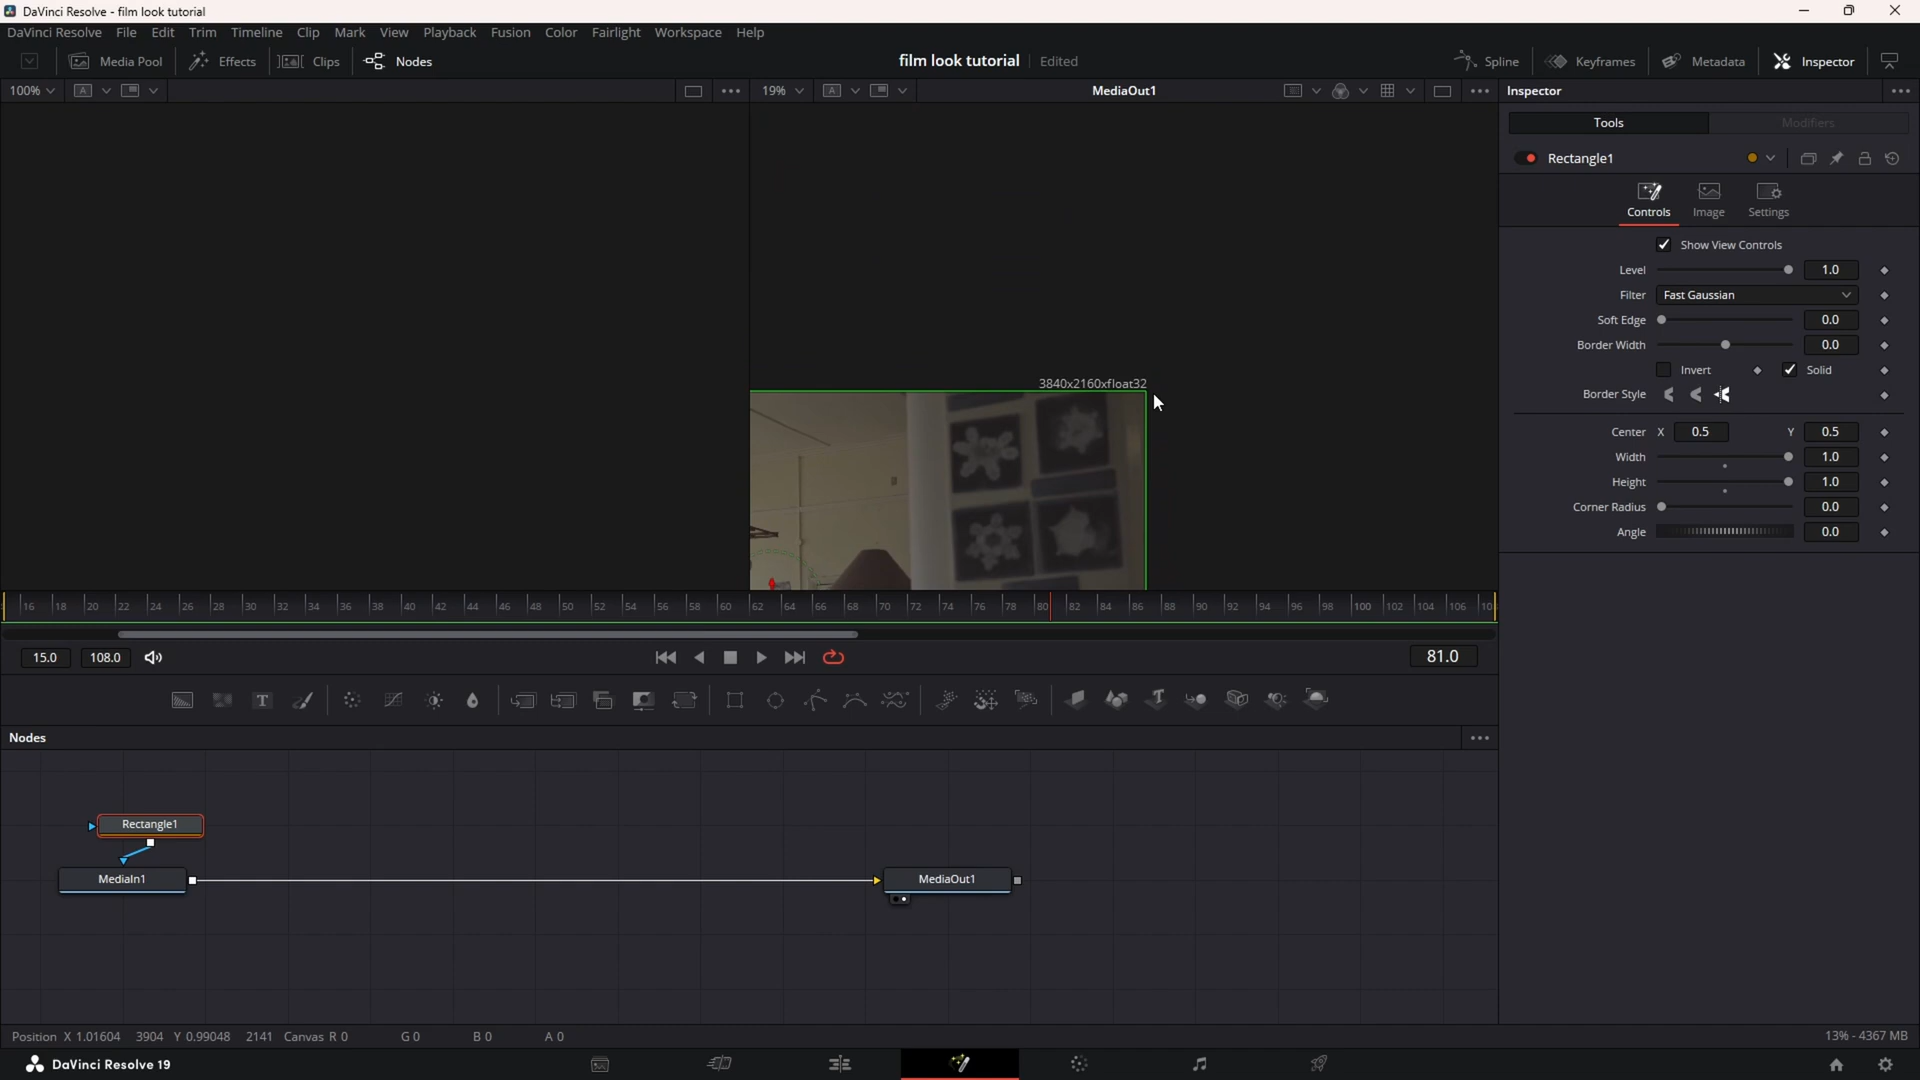 DaVinci Resolve - film look tutorial
DaVinci Resolve File Edit Trim Timeline Clip Mark View Playback Fusion Color Fairlight Workspace Help
Media Pool Effects Clips Nodes film look tutorial Edited Spline Keyframes Metadata Inspector
100% A 19% A MediaOut1 Inspector
Tools Modifiers
Rectangle1
Controls Image Settings
Show View Controls
Level 1.0
Filter Fast Gaussian
Soft Edge 0.0
Border Width 0.0
Invert Solid
3840x2160xfloat32
Border Style
Center X 0.5 Y 0.5
Width 1.0
Height 1.0
Corner Radius 0.0
Angle 0.0
16 18 20 22 24 26 28 30 32 34 36 38 40 42 44 46 48 50 52 54 56 58 60 62 64 66 68 70 72 74 76 78 80 82 84 86 88 90 92 94 96 98 100 102 104 106 10
15.0 108.0 81.0
Nodes
Rectangle1
MediaIn1 MediaOut1
Position X 1.01604 3904 Y 0.99048 2141 Canvas R 0 G 0 B 0 A 0 13% - 4367 MB
DaVinci Resolve 19